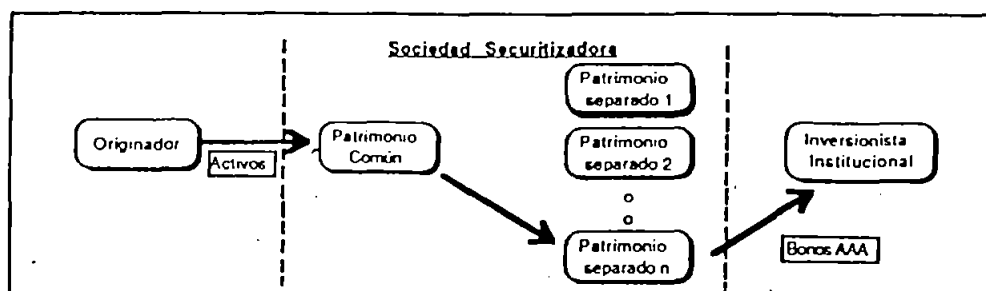 Sociedad Securitizadora
Originador
Activos
Patrimonio
Común
Patrimonio
separado 1
Patrimonio
separado 2
Patrimonio
separado n
Inversionista
Institucional
Bonos AAA